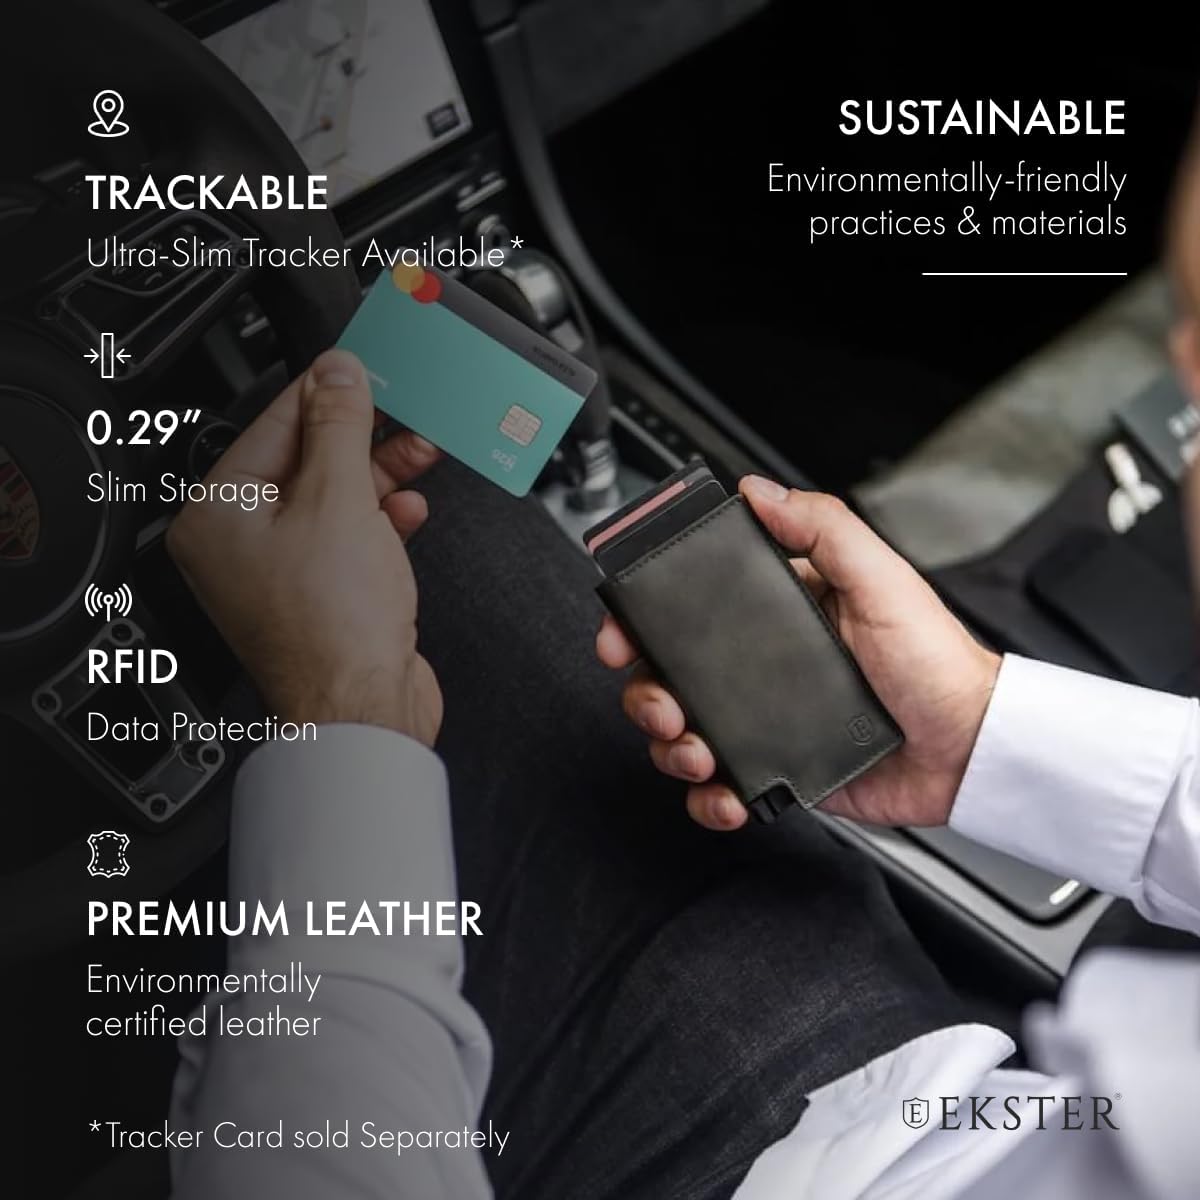 TRACKABLE
Ultra-Slim Tracker Available*
0.29”
Slim Storage
RFID
Data Protection
PREMIUM LEATHER
Environmentally
certified leather
*Tracker Card sold Separately
SUSTAINABLE
Environmentally-friendly
practices & materials
n26
E EKSTER®